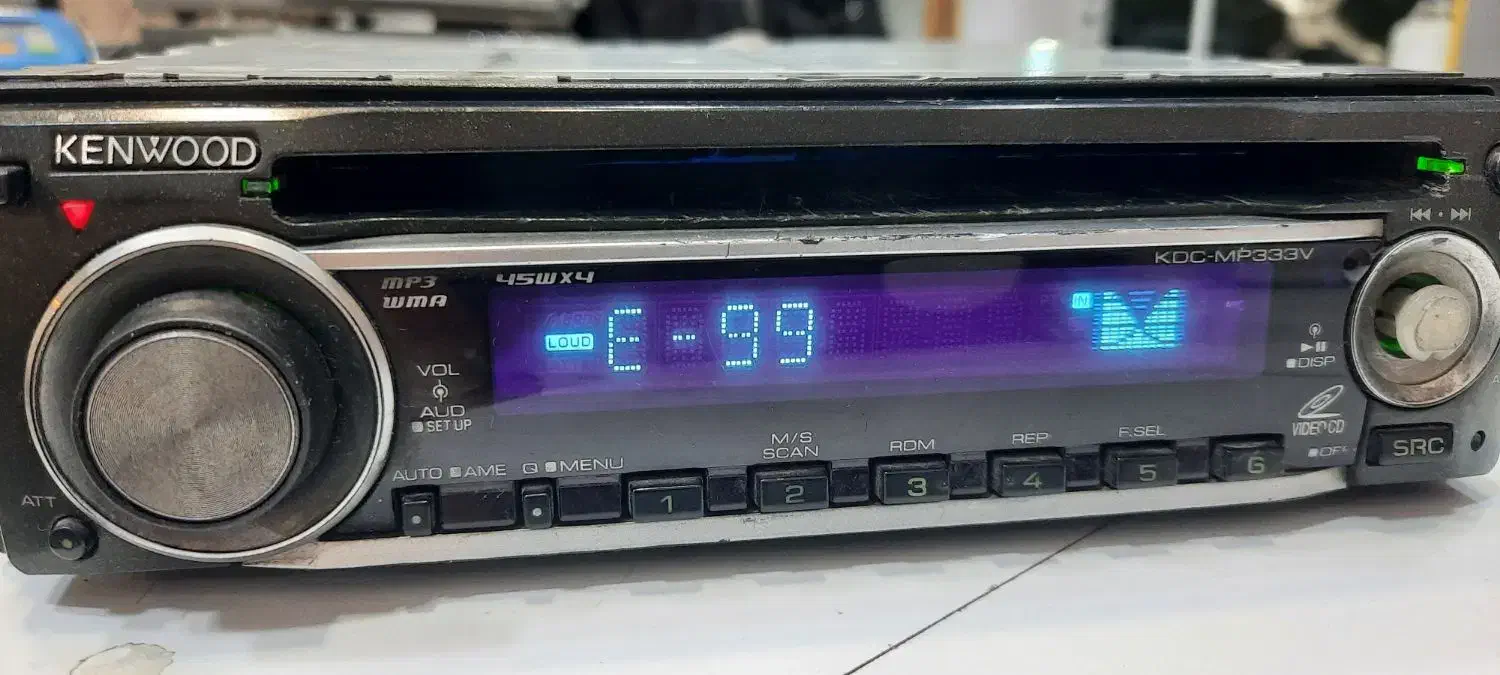 KENWOOD
MP3
WMA
45WX4
KDC-MP333V
LOUD
E-99
IN
VOL
AUD
SET UP
DISP
VIDEO CD
OFF
SRC
AUTO
AME
Q
MENU
M/S
SCAN
RDM
REP
F.SEL
1
2
3
4
5
6
ATT